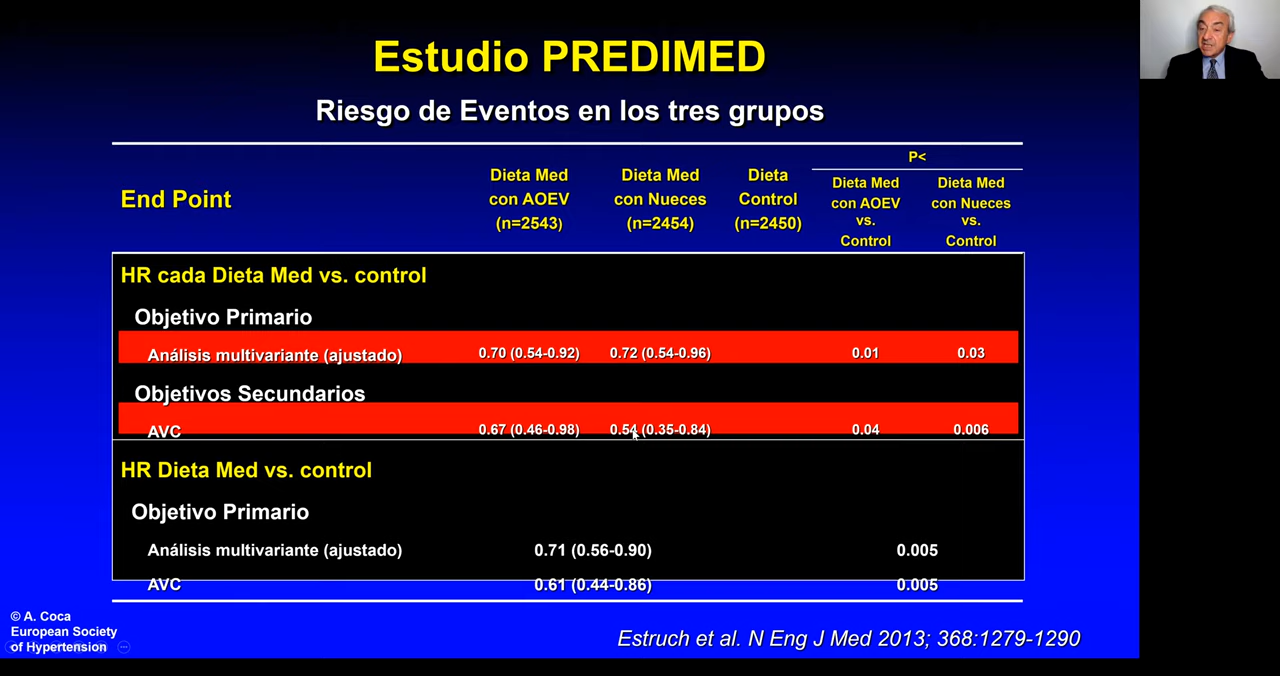 Estudio PREDIMED
Riesgo de Eventos en los tres grupos
End Point
Dieta Med
con AOEV
(n=2543)
Dieta Med
con Nueces
(n=2454)
Dieta
Control
(n=2450)
P<
Dieta Med
con AOEV
vs.
Control
Dieta Med
con Nueces
vs.
Control
HR cada Dieta Med vs. control
Objetivo Primario
Análisis multivariante (ajustado) 0.70 (0.54-0.92) 0.72 (0.54-0.96) 0.01 0.03
Objetivos Secundarios
AVC 0.67 (0.46-0.98) 0.54 (0.35-0.84) 0.04 0.006
HR Dieta Med vs. control
Objetivo Primario
Análisis multivariante (ajustado) 0.71 (0.56-0.90) 0.005
AVC 0.61 (0.44-0.86) 0.005
© A. Coca
European Society
of Hypertension
Estruch et al. N Eng J Med 2013; 368:1279-1290